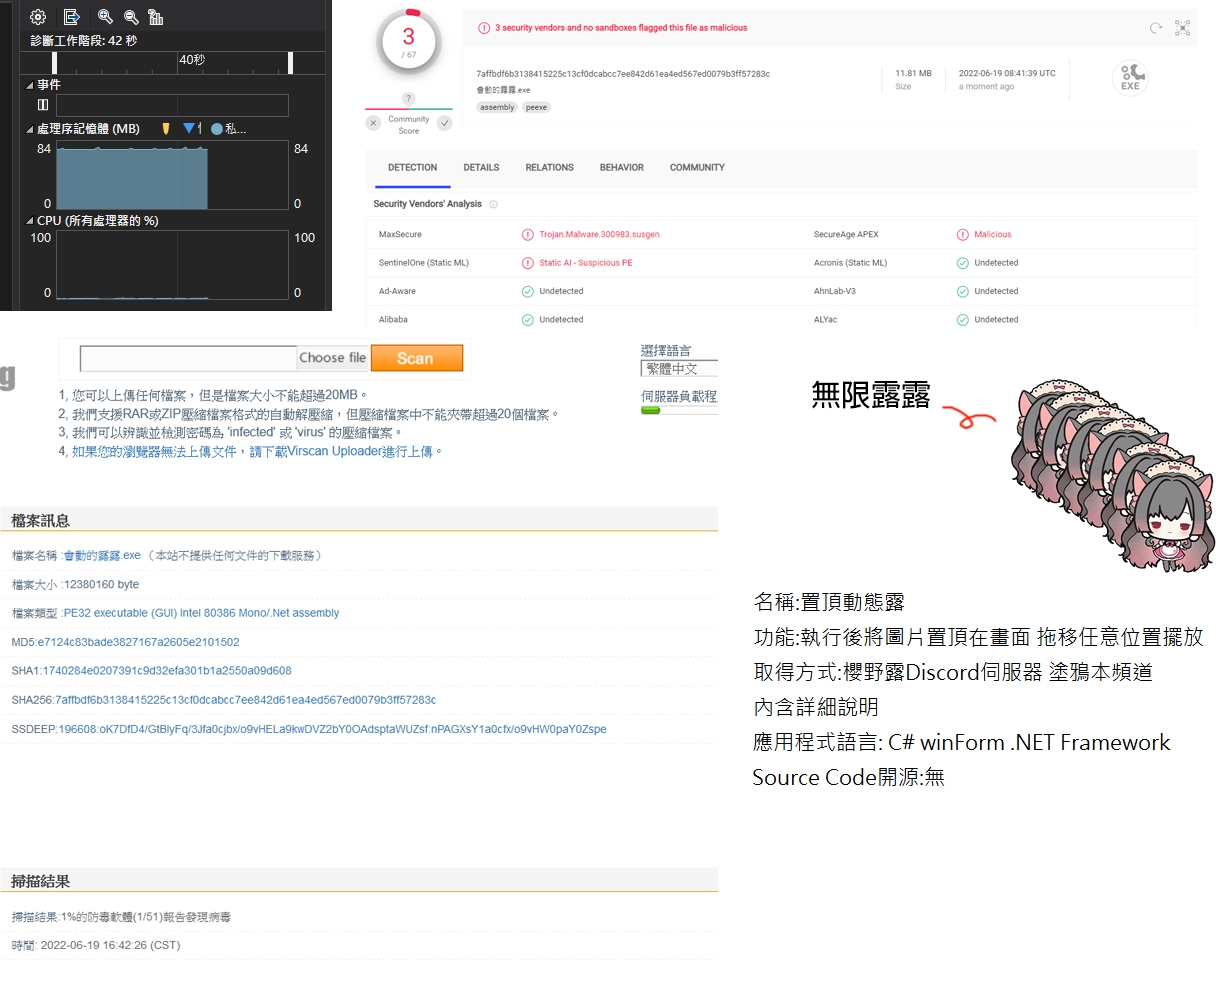 診斷工作階段: 42 秒
40秒
事件
處理序記憶體 (MB)
私...
84
84
0
0
CPU (所有處理器的 %)
100
100
0
0
3
/ 67
?
Community
Score
3 security vendors and no sandboxes flagged this file as malicious
7affbdf6b3138415225c13cf0dcabcc7ee842d61ea4ed567ed0079b3ff57283c
會動的露露.exe
assembly
peexe
11.81 MB
Size
2022-06-19 08:41:39 UTC
a moment ago
EXE
DETECTION
DETAILS
RELATIONS
BEHAVIOR
COMMUNITY
Security Vendors' Analysis
MaxSecure
Trojan.Malware.300983.susgen
SecureAge APEX
Malicious
SentinelOne (Static ML)
Static AI - Suspicious PE
Acronis (Static ML)
Undetected
Ad-Aware
Undetected
AhnLab-V3
Undetected
Alibaba
Undetected
ALYac
Undetected
g
Choose file
Scan
選擇語言
繁體中文
伺服器負載程
1, 您可以上傳任何檔案，但是檔案大小不能超過20MB。
2, 我們支援RAR或ZIP壓縮檔案格式的自動解壓縮，但壓縮檔案中不能夾帶超過20個檔案。
3, 我們可以辨識並檢測密碼為 'infected' 或 'virus' 的壓縮檔案。
4, 如果您的瀏覽器無法上傳文件，請下載Virscan Uploader進行上傳。
無限露露
檔案訊息
檔案名稱 :會動的露露.exe （本站不提供任何文件的下載服務）
檔案大小 :12380160 byte
檔案類型 :PE32 executable (GUI) Intel 80386 Mono/.Net assembly
MD5:e7124c83bade3827167a2605e2101502
SHA1:1740284e0207391c9d32efa301b1a2550a09d608
SHA256:7affbdf6b3138415225c13cf0dcabcc7ee842d61ea4ed567ed0079b3ff57283c
SSDEEP:196608:oK7DfD4/GtBlyFq/3Jfa0cjbx/o9vHELa9kwDVZ2bY0OAdsptaWUZsf:nPAGXsY1a0cfx/o9vHW0paY0Zspe
名稱:置頂動態露
功能:執行後將圖片置頂在畫面 拖移任意位置擺放
取得方式:櫻野露Discord伺服器 塗鴉本頻道
內含詳細說明
應用程式語言: C# winForm .NET Framework
Source Code開源:無
掃描結果
掃描結果:1%的防毒軟體(1/51)報告發現病毒
時間: 2022-06-19 16:42:26 (CST)